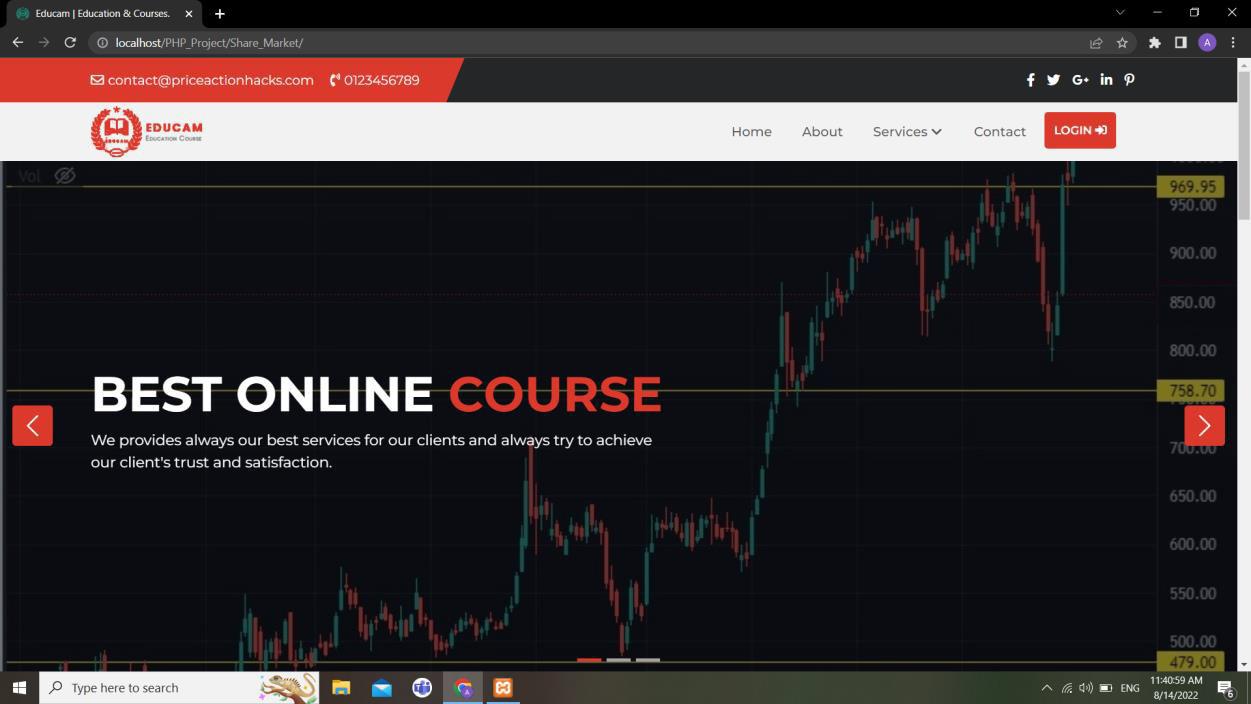 Educam | Education & Courses.
localhost/PHP_Project/Share_Market/
A
contact@priceactionhacks.com 0123456789
EDUCAM
Education Course
Home About Services Contact LOGIN
Vol
969.95
950.00
900.00
850.00
800.00
758.70
700.00
650.00
600.00
550.00
500.00
479.00
BEST ONLINE COURSE
We provides always our best services for our clients and always try to achieve
our client's trust and satisfaction.
Type here to search
ENG
11:40:59 AM
8/14/2022
6